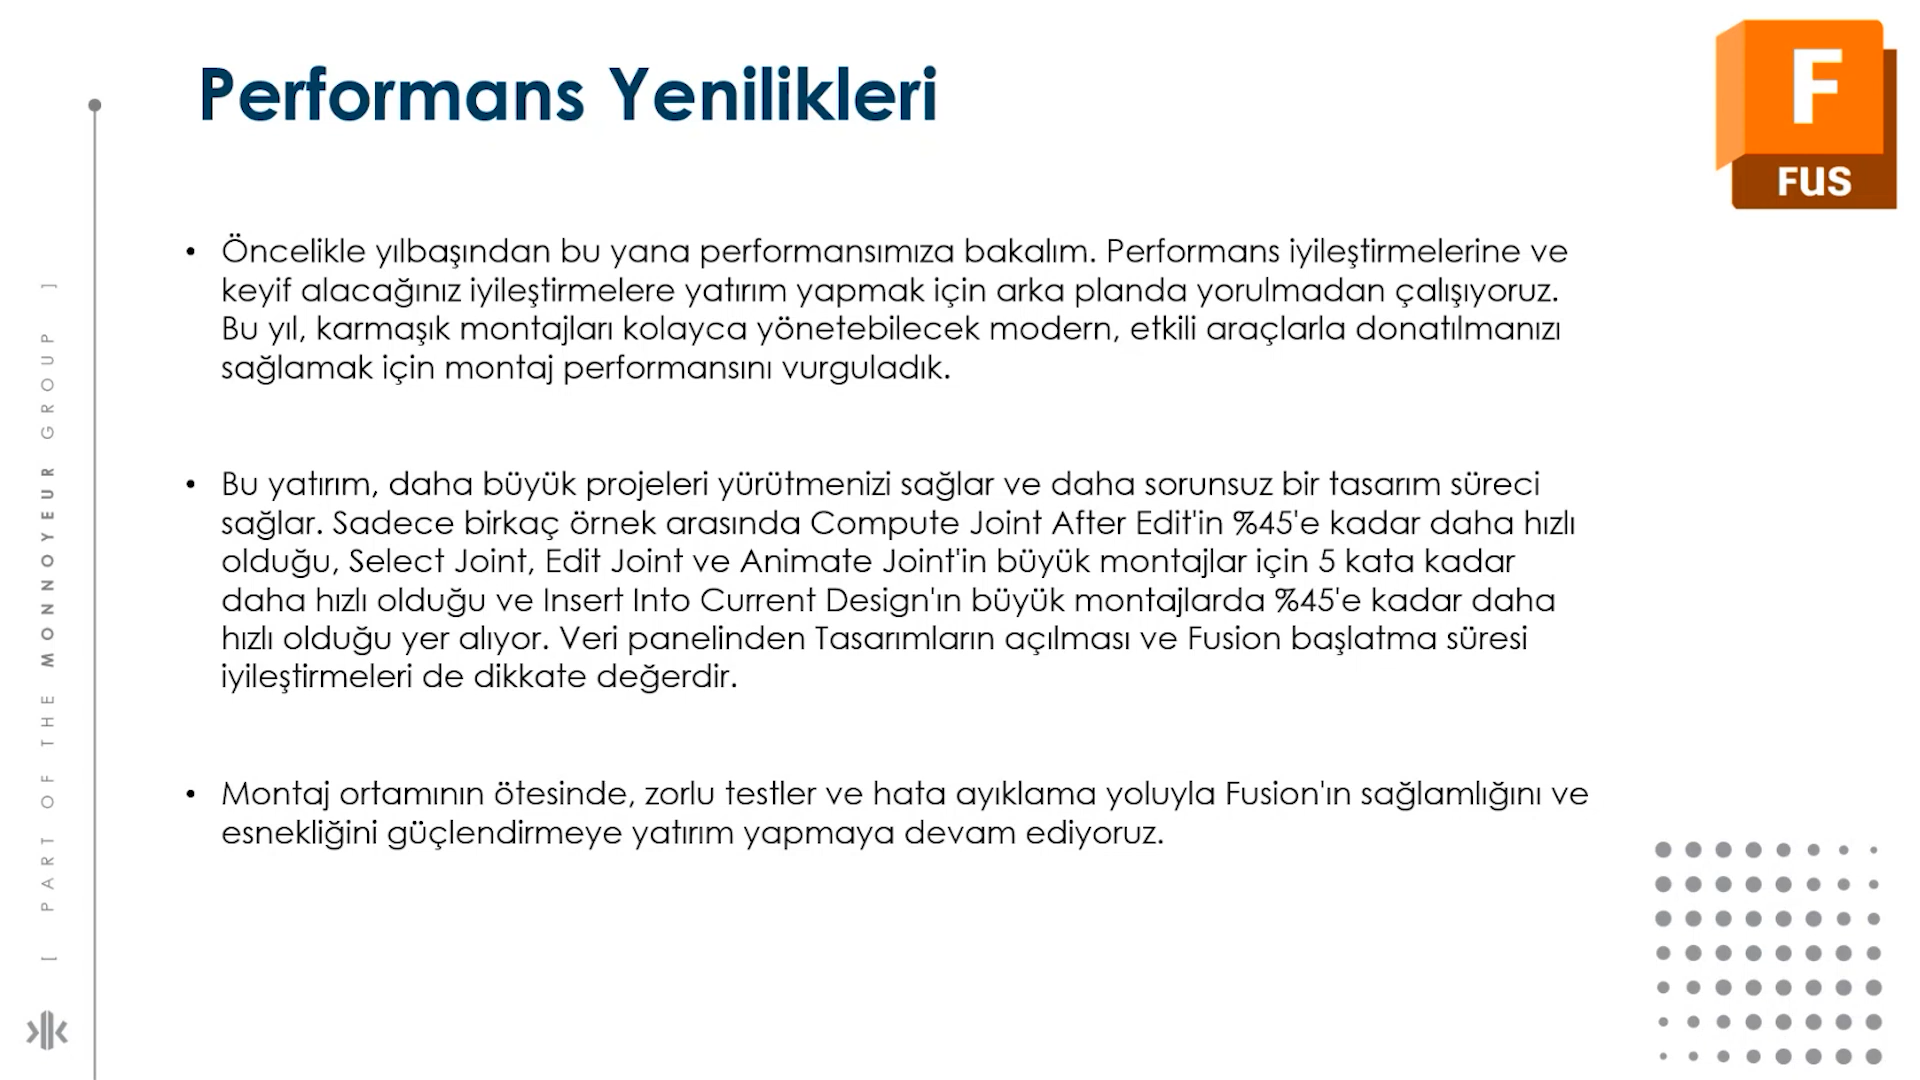 Performans Yenilikleri
F
FUS
• Öncelikle yılbaşından bu yana performansımıza bakalım. Performans iyileştirmelerine ve
keyif alacağınız iyileştirmelere yatırım yapmak için arka planda yorulmadan çalışıyoruz.
Bu yıl, karmaşık montajları kolayca yönetebilecek modern, etkili araçlarla donatılmanızı
sağlamak için montaj performansını vurguladık.
• Bu yatırım, daha büyük projeleri yürütmenizi sağlar ve daha sorunsuz bir tasarım süreci
sağlar. Sadece birkaç örnek arasında Compute Joint After Edit'in %45'e kadar daha hızlı
olduğu, Select Joint, Edit Joint ve Animate Joint'in büyük montajlar için 5 kata kadar
daha hızlı olduğu ve Insert Into Current Design'ın büyük montajlarda %45'e kadar daha
hızlı olduğu yer alıyor. Veri panelinden Tasarımların açılması ve Fusion başlatma süresi
iyileştirmeleri de dikkate değerdir.
• Montaj ortamının ötesinde, zorlu testler ve hata ayıklama yoluyla Fusion'ın sağlamlığını ve
esnekliğini güçlendirmeye yatırım yapmaya devam ediyoruz.
[ PART OF THE MONNOYEUR GROUP ]